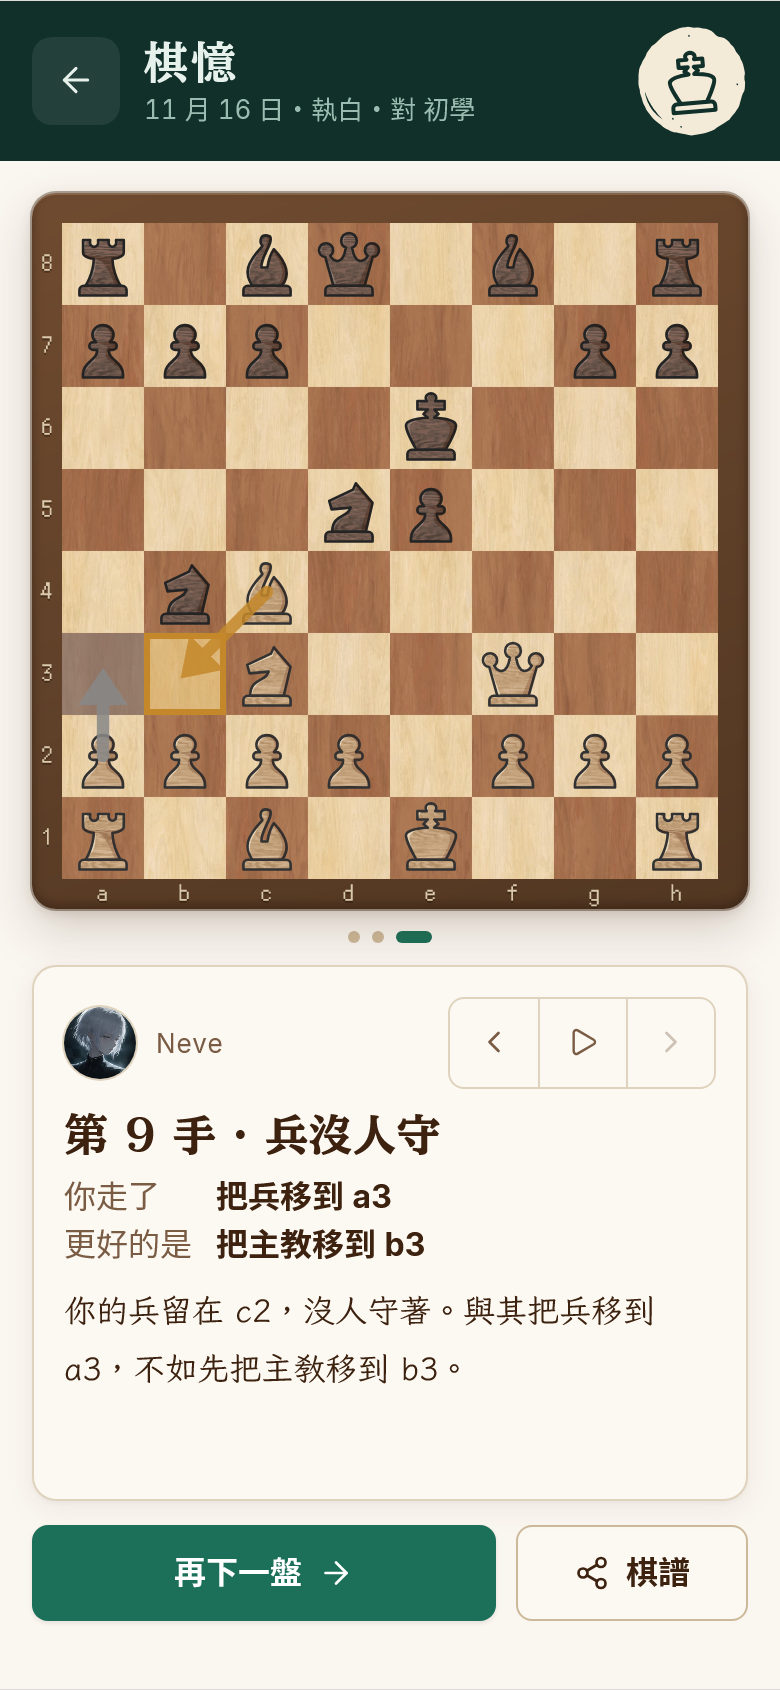 棋憶
11 月 16 日・執白・對 初學
8
7
6
5
4
3
2
1
a b c d e f g h
Neve
第 9 手・兵沒人守
你走了 把兵移到 a3
更好的是 把主教移到 b3
你的兵留在 c2，沒人守著。與其把兵移到
a3，不如先把主教移到 b3。
再下一盤 →
棋譜